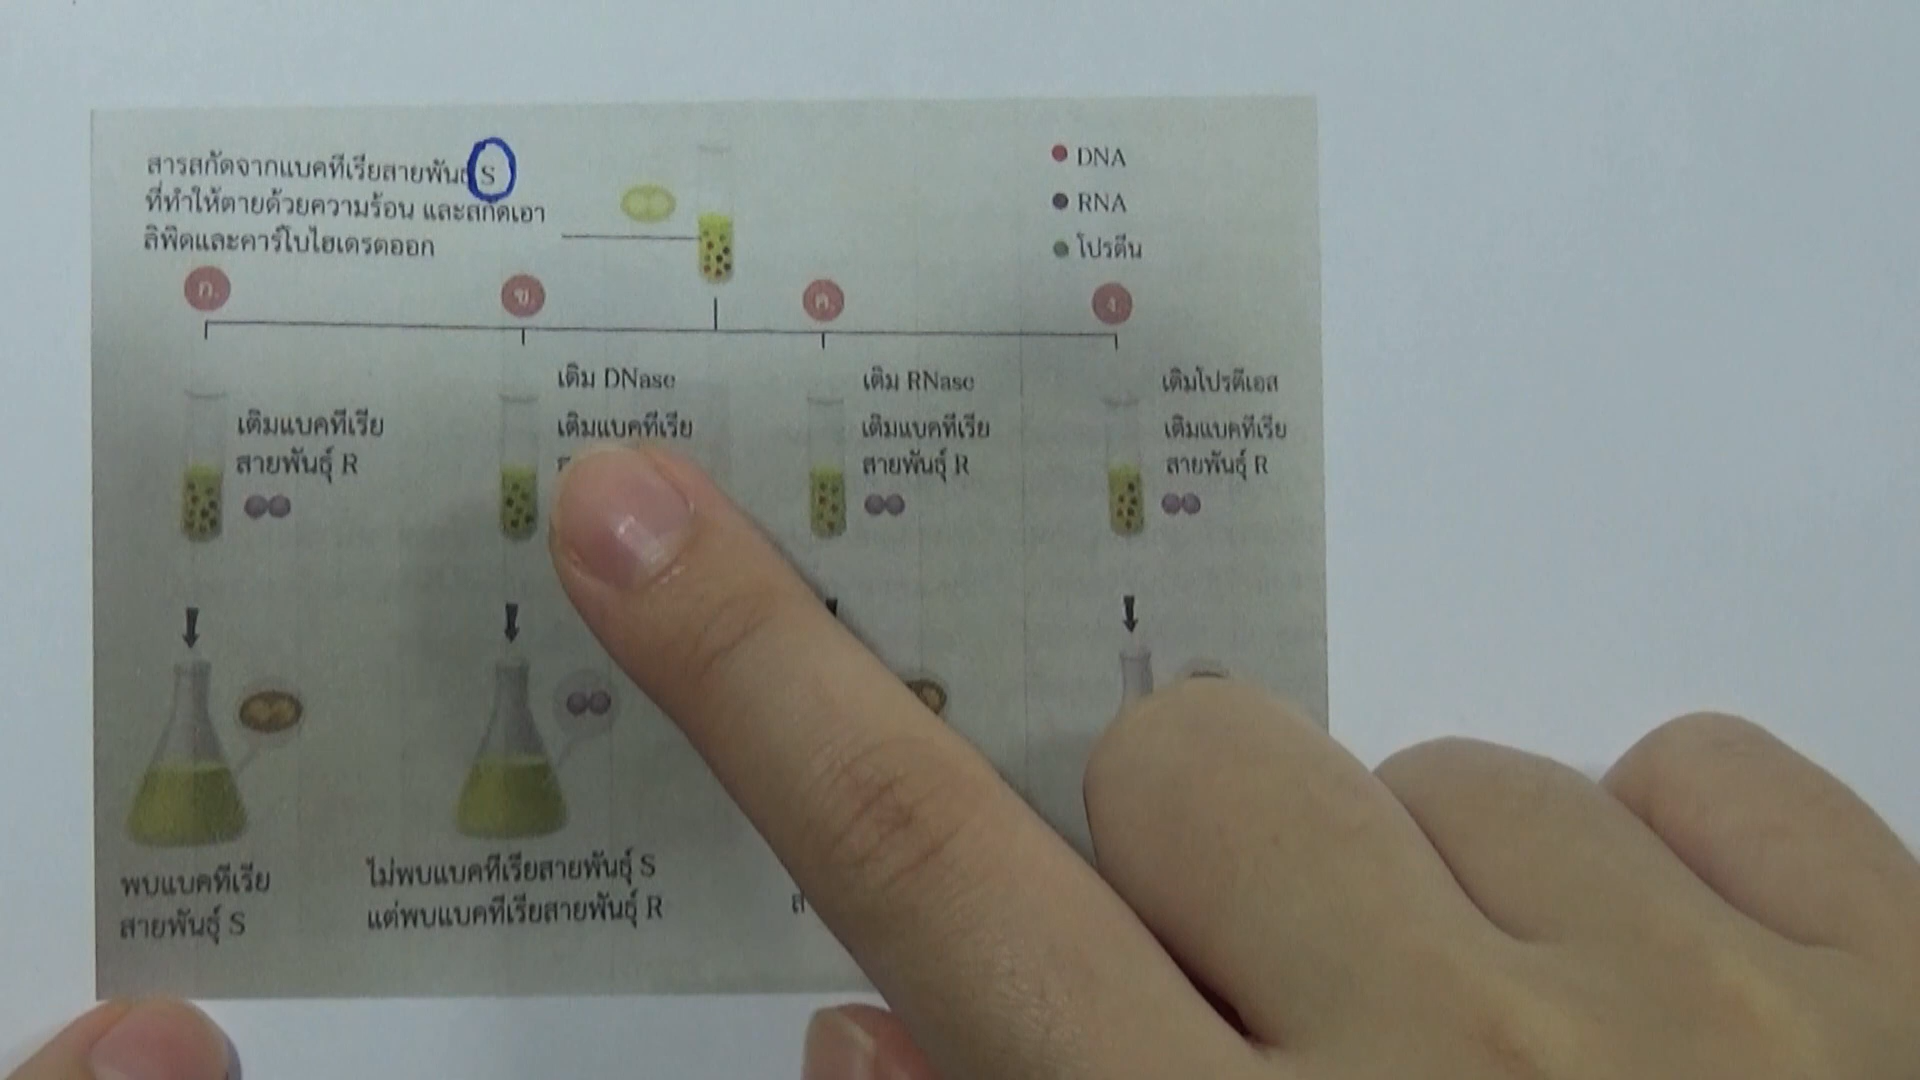 สารสกัดจากแบคทีเรียสายพันธุ์ S
ที่ทำให้ตายด้วยความร้อน และสกัดเอา
ลิพิดและคาร์โบไฮเดรตออก
DNA
RNA
โปรตีน
ก.
ข.
ค.
ง.
เติมแบคทีเรีย
สายพันธุ์ R
เติม DNase
เติมแบคทีเรีย
เติม RNase
เติมแบคทีเรีย
สายพันธุ์ R
เติมโปรตีเอส
เติมแบคทีเรีย
สายพันธุ์ R
พบแบคทีเรีย
สายพันธุ์ S
ไม่พบแบคทีเรียสายพันธุ์ S
แต่พบแบคทีเรียสายพันธุ์ R